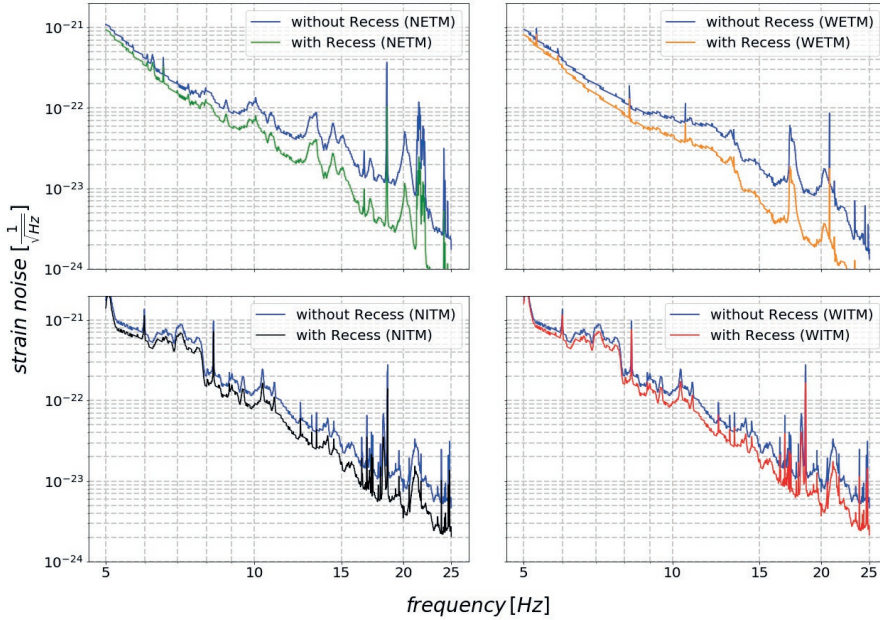 without Recess (NETM)
with Recess (NETM)
without Recess (WETM)
with Recess (WETM)
10⁻²¹
10⁻²²
10⁻²³
10⁻²⁴
without Recess (NITM)
with Recess (NITM)
without Recess (WITM)
with Recess (WITM)
10⁻²¹
10⁻²²
10⁻²³
10⁻²⁴
strain noise [1/√Hz]
5 10 15 20 25
5 10 15 20 25
frequency [Hz]